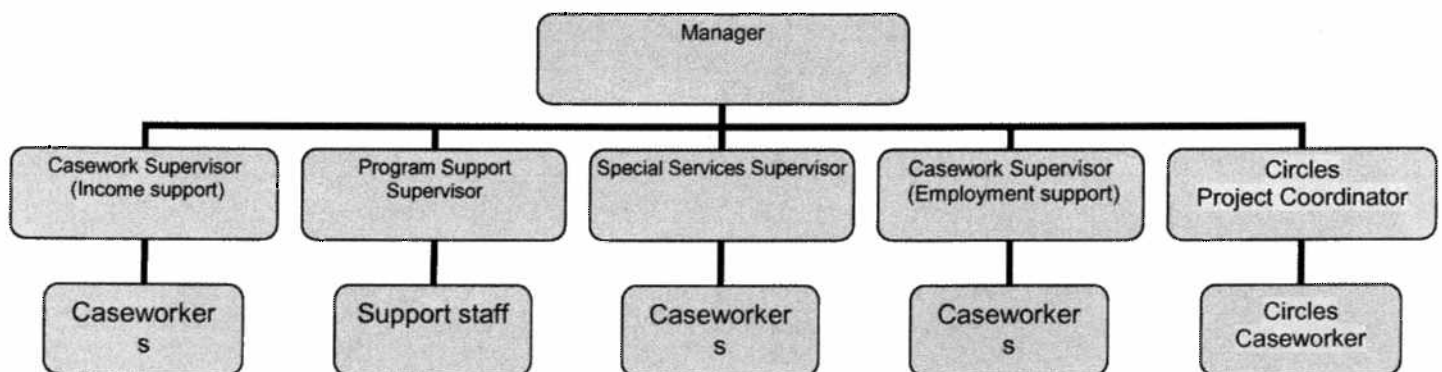 Manager
Casework Supervisor
(Income support)
Program Support
Supervisor
Special Services Supervisor
Casework Supervisor
(Employment support)
Circles
Project Coordinator
Caseworker
s
Support staff
Caseworker
s
Caseworker
s
Circles
Caseworker